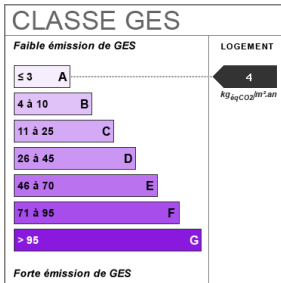 CLASSE GES
Faible émission de GES
LOGEMENT
≤ 3 A
4
kgéqCO2/m².an
4 à 10 B
11 à 25 C
26 à 45 D
46 à 70 E
71 à 95 F
> 95 G
Forte émission de GES